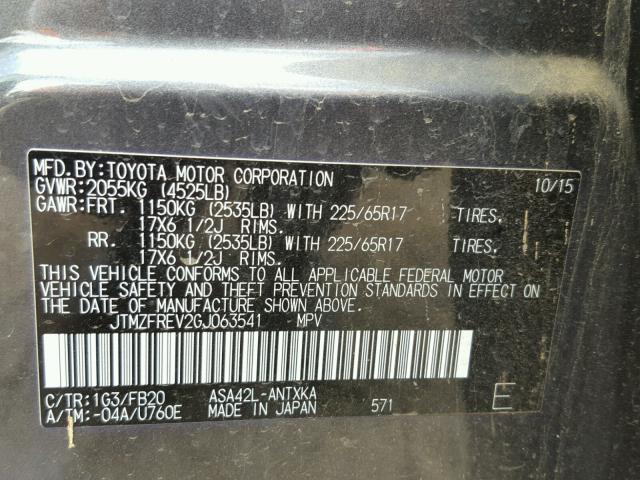 MFD.BY:TOYOTA MOTOR CORPORATION 10/15
GVWR:2055KG (4525LB)
GAWR:FRT. 1150KG (2535LB) WITH 225/65R17 TIRES,
17X6 1/2J RIMS.
RR. 1150KG (2535LB) WITH 225/65R17 TIRES,
17X6 1/2J RIMS.
THIS VEHICLE CONFORMS TO ALL APPLICABLE FEDERAL MOTOR
VEHICLE SAFETY AND THEFT PREVENTION STANDARDS IN EFFECT ON
THE DATE OF MANUFACTURE SHOWN ABOVE.
JTMZFREV2GJ063541 MPV
C/TR:1G3/FB20 ASA42L-ANTXKA
A/TM:-04A/U760E MADE IN JAPAN 571 E